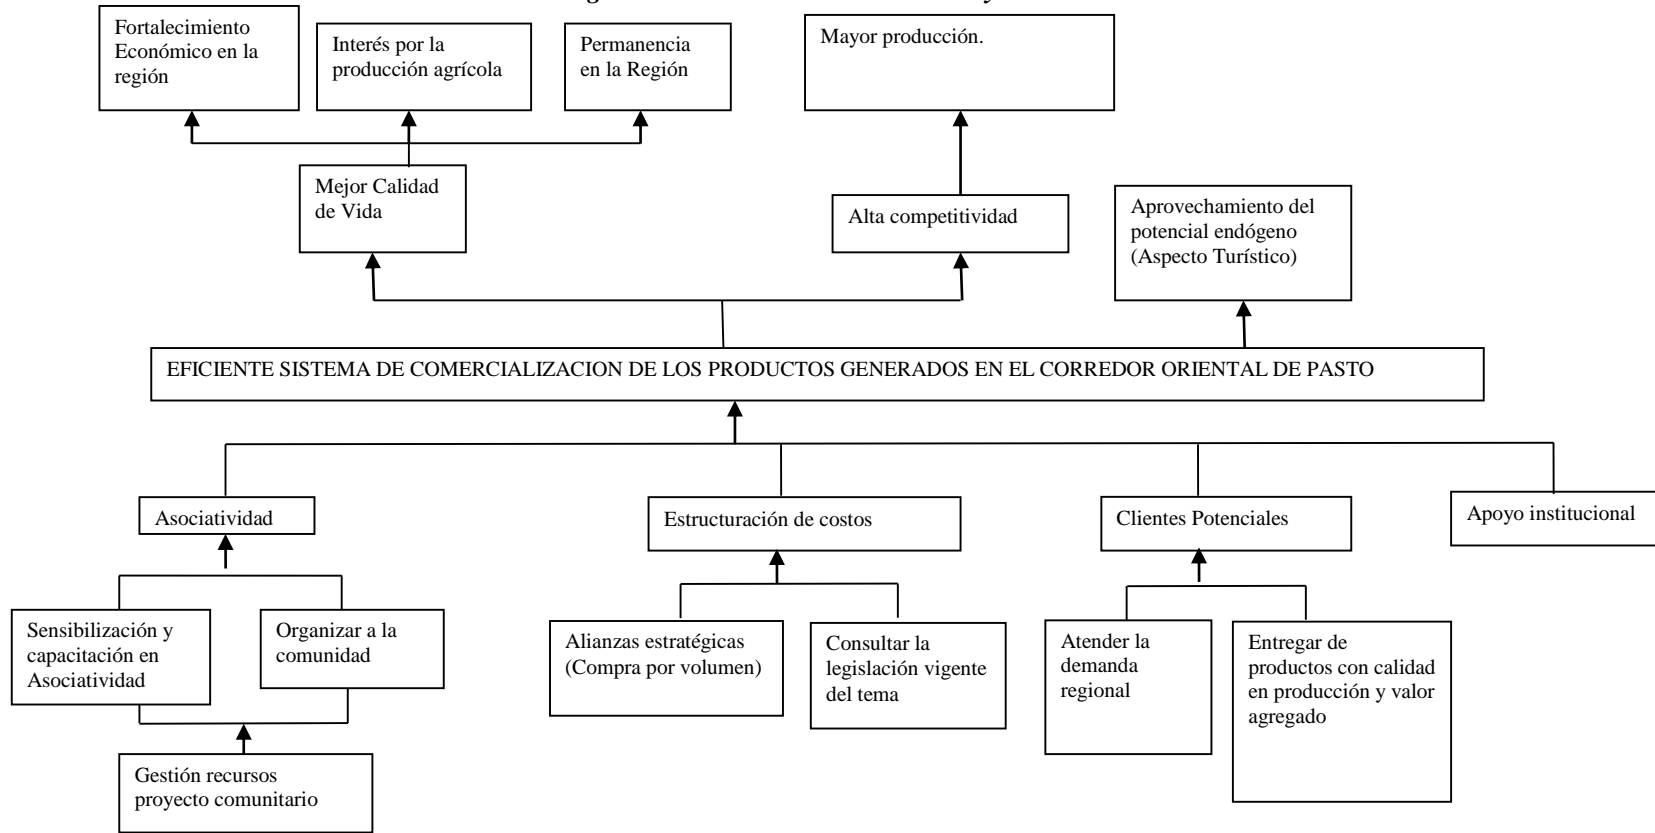 Fortalecimiento
Económico en la
región
Interés por la
producción agrícola
Permanencia
en la Región
Mayor producción.
Mejor Calidad
de Vida
Alta competitividad
Aprovechamiento del
potencial endógeno
(Aspecto Turístico)
EFICIENTE SISTEMA DE COMERCIALIZACION DE LOS PRODUCTOS GENERADOS EN EL CORREDOR ORIENTAL DE PASTO
Asociatividad
Estructuración de costos
Clientes Potenciales
Apoyo institucional
Sensibilización y
capacitación en
Asociatividad
Organizar a la
comunidad
Alianzas estratégicas
(Compra por volumen)
Consultar la
legislación vigente
del tema
Atender la
demanda
regional
Entregar de
productos con calidad
en producción y valor
agregado
Gestión recursos
proyecto comunitario